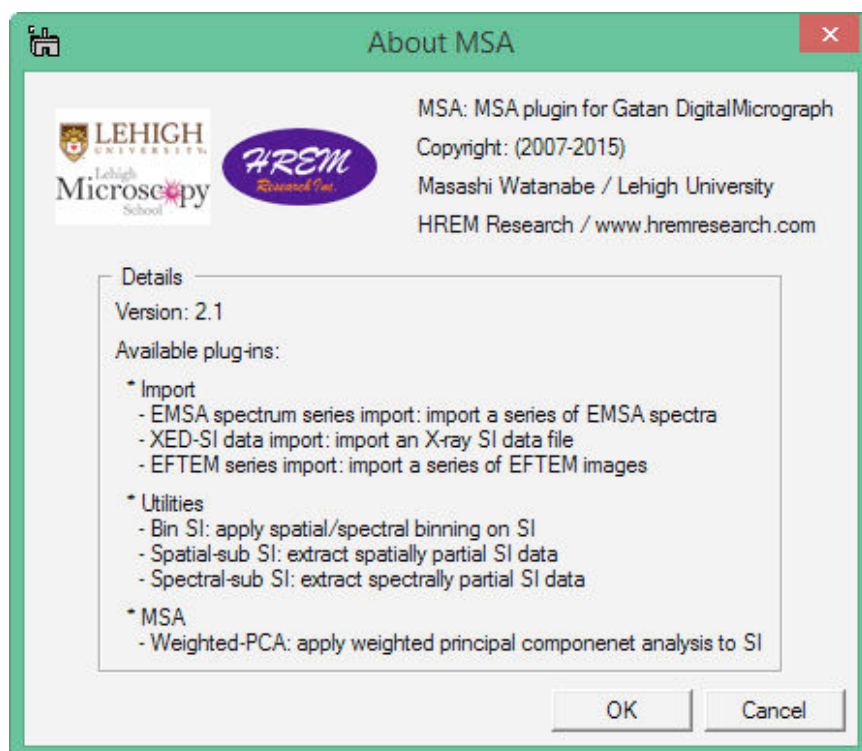 About MSA
LEHIGH
UNIVERSITY.
Lehigh
Microscopy
School
HREM
Research Inc.
MSA: MSA plugin for Gatan DigitalMicrograph
Copyright: (2007-2015)
Masashi Watanabe / Lehigh University
HREM Research / www.hremresearch.com
Details
Version: 2.1
Available plug-ins:
* Import
- EMSA spectrum series import: import a series of EMSA spectra
- XED-SI data import: import an X-ray SI data file
- EFTEM series import: import a series of EFTEM images
* Utilities
- Bin SI: apply spatial/spectral binning on SI
- Spatial-sub SI: extract spatially partial SI data
- Spectral-sub SI: extract spectrally partial SI data
* MSA
- Weighted-PCA: apply weighted principal componenet analysis to SI
OK
Cancel